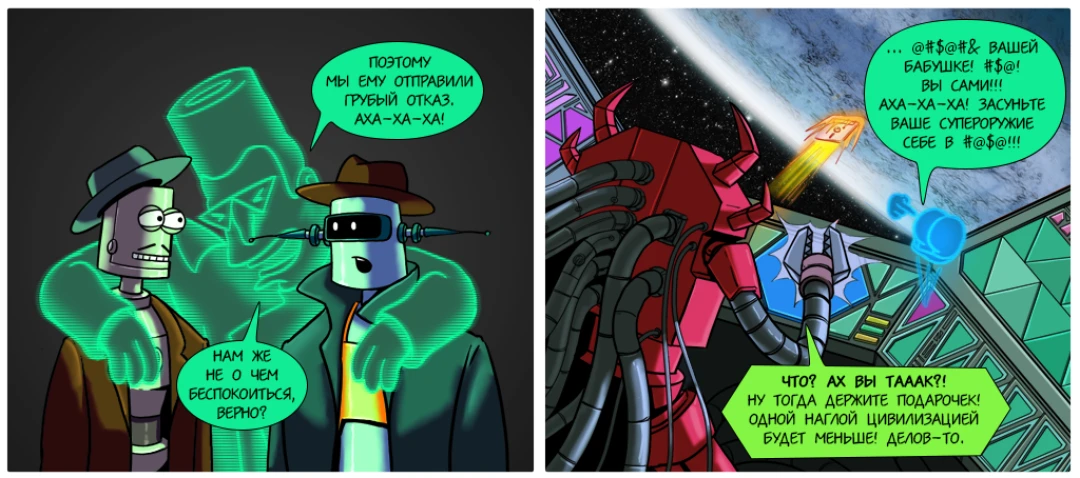 ПОЭТОМУ
МЫ ЕМУ ОТПРАВИЛИ
ГРУБЫЙ ОТКАЗ.
АХА-ХА-ХА!
НАМ ЖЕ
НЕ О ЧЕМ
БЕСПОКОИТЬСЯ,
ВЕРНО?
... @#$@#& ВАШЕЙ
БАБУШКЕ! #$@!
ВЫ САМИ!!!
АХА-ХА-ХА! ЗАСУНЬТЕ
ВАШЕ СУПЕРОРУЖИЕ
СЕБЕ В #@$@!!!
ЧТО? АХ ВЫ ТАААК?!
НУ ТОГДА ДЕРЖИТЕ ПОДАРОЧЕК!
ОДНОЙ НАГЛОЙ ЦИВИЛИЗАЦИЕЙ
БУДЕТ МЕНЬШЕ! ДЕЛОВ-ТО.